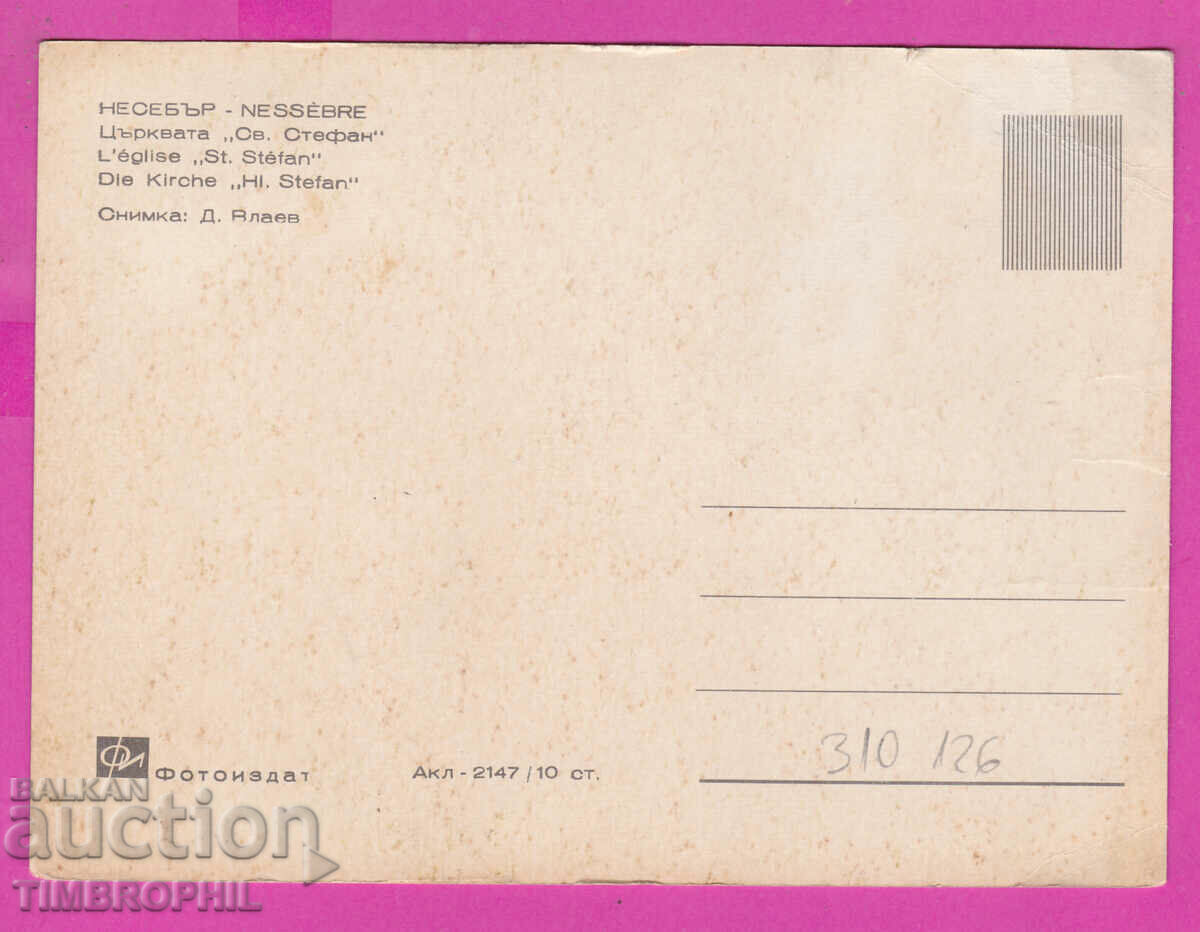 НЕСЕБЪР - NESSÈBRE
Църквата „Св. Стефан"
L'église „St. Stéfan"
Die Kirche „Hl. Stefan"
Снимка: Д. Влаев
310 126
ФИ Фотоиздат
Акл - 2147 / 10 ст.
BALKAN
auction
TIMBROPHIL